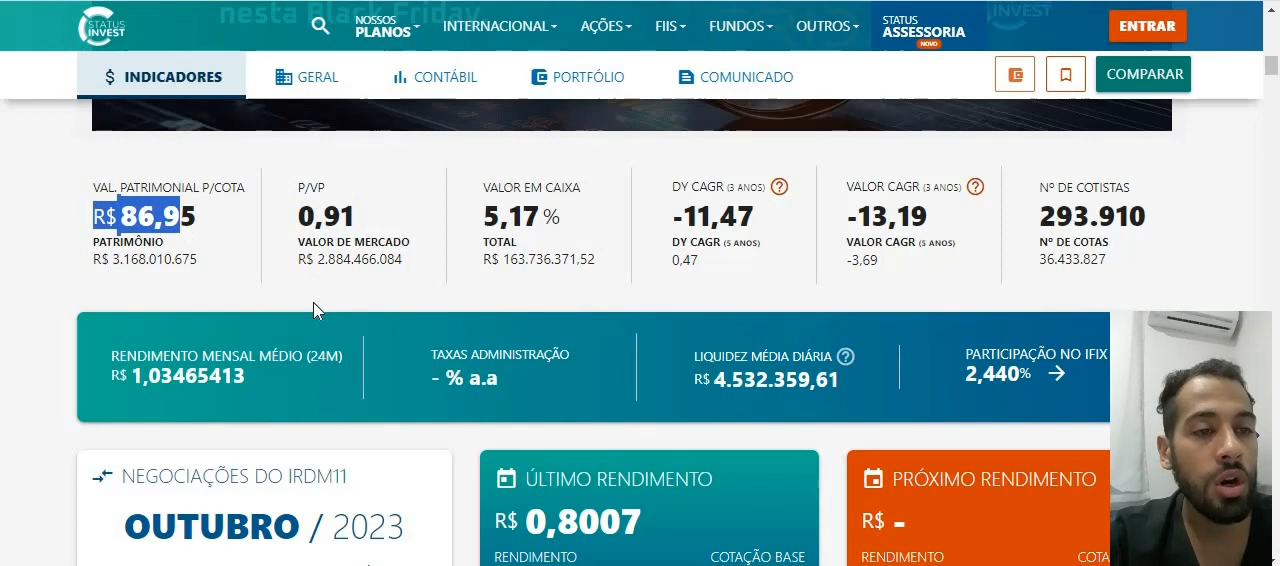 nesta Black Friday
STATUS
INVEST
NOSSOS
PLANOS
INTERNACIONAL
AÇÕES
FIIS
FUNDOS
OUTROS
STATUS
ASSESSORIA
NOVO
ENTRAR
$ INDICADORES
GERAL
CONTÁBIL
PORTFÓLIO
COMUNICADO
COMPARAR
VAL. PATRIMONIAL P/COTA
R$ 86,95
PATRIMÔNIO
R$ 3.168.010.675
P/VP
0,91
VALOR DE MERCADO
R$ 2.884.466.084
VALOR EM CAIXA
5,17 %
TOTAL
R$ 163.736.371,52
DY CAGR (3 ANOS) ?
-11,47
DY CAGR (5 ANOS)
0,47
VALOR CAGR (3 ANOS) ?
-13,19
VALOR CAGR (5 ANOS)
-3,69
Nº DE COTISTAS
293.910
Nº DE COTAS
36.433.827
RENDIMENTO MENSAL MÉDIO (24M)
R$ 1,03465413
TAXAS ADMINISTRAÇÃO
- % a.a
LIQUIDEZ MÉDIA DIÁRIA ?
R$ 4.532.359,61
PARTICIPAÇÃO NO IFIX
2,440%
NEGOCIAÇÕES DO IRDM11
OUTUBRO / 2023
ÚLTIMO RENDIMENTO
R$ 0,8007
RENDIMENTO
COTAÇÃO BASE
PRÓXIMO RENDIMENTO
R$ -
RENDIMENTO